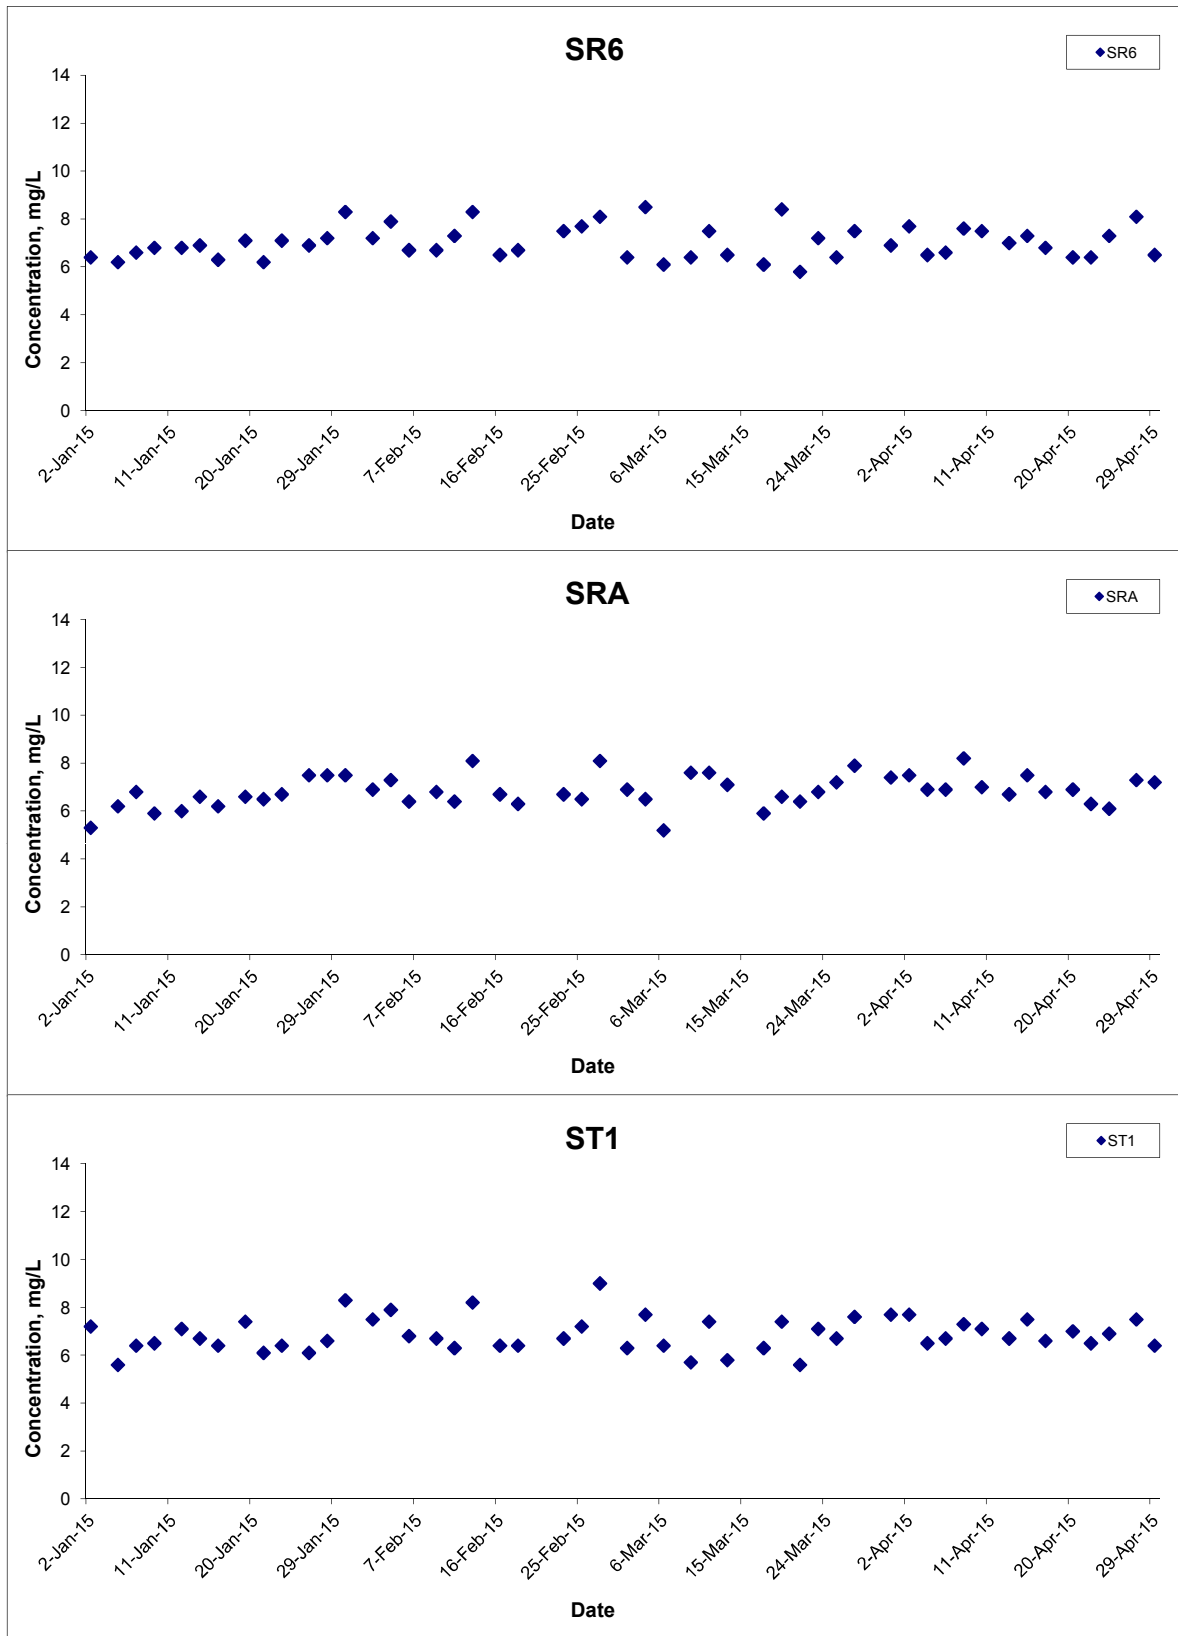 SR6
SR6
14
12
10
8
6
4
2
0
Concentration, mg/L
2-Jan-15 11-Jan-15 20-Jan-15 29-Jan-15 7-Feb-15 16-Feb-15 25-Feb-15 6-Mar-15 15-Mar-15 24-Mar-15 2-Apr-15 11-Apr-15 20-Apr-15 29-Apr-15
Date
SRA
SRA
14
12
10
8
6
4
2
0
Concentration, mg/L
2-Jan-15 11-Jan-15 20-Jan-15 29-Jan-15 7-Feb-15 16-Feb-15 25-Feb-15 6-Mar-15 15-Mar-15 24-Mar-15 2-Apr-15 11-Apr-15 20-Apr-15 29-Apr-15
Date
ST1
ST1
14
12
10
8
6
4
2
0
Concentration, mg/L
2-Jan-15 11-Jan-15 20-Jan-15 29-Jan-15 7-Feb-15 16-Feb-15 25-Feb-15 6-Mar-15 15-Mar-15 24-Mar-15 2-Apr-15 11-Apr-15 20-Apr-15 29-Apr-15
Date